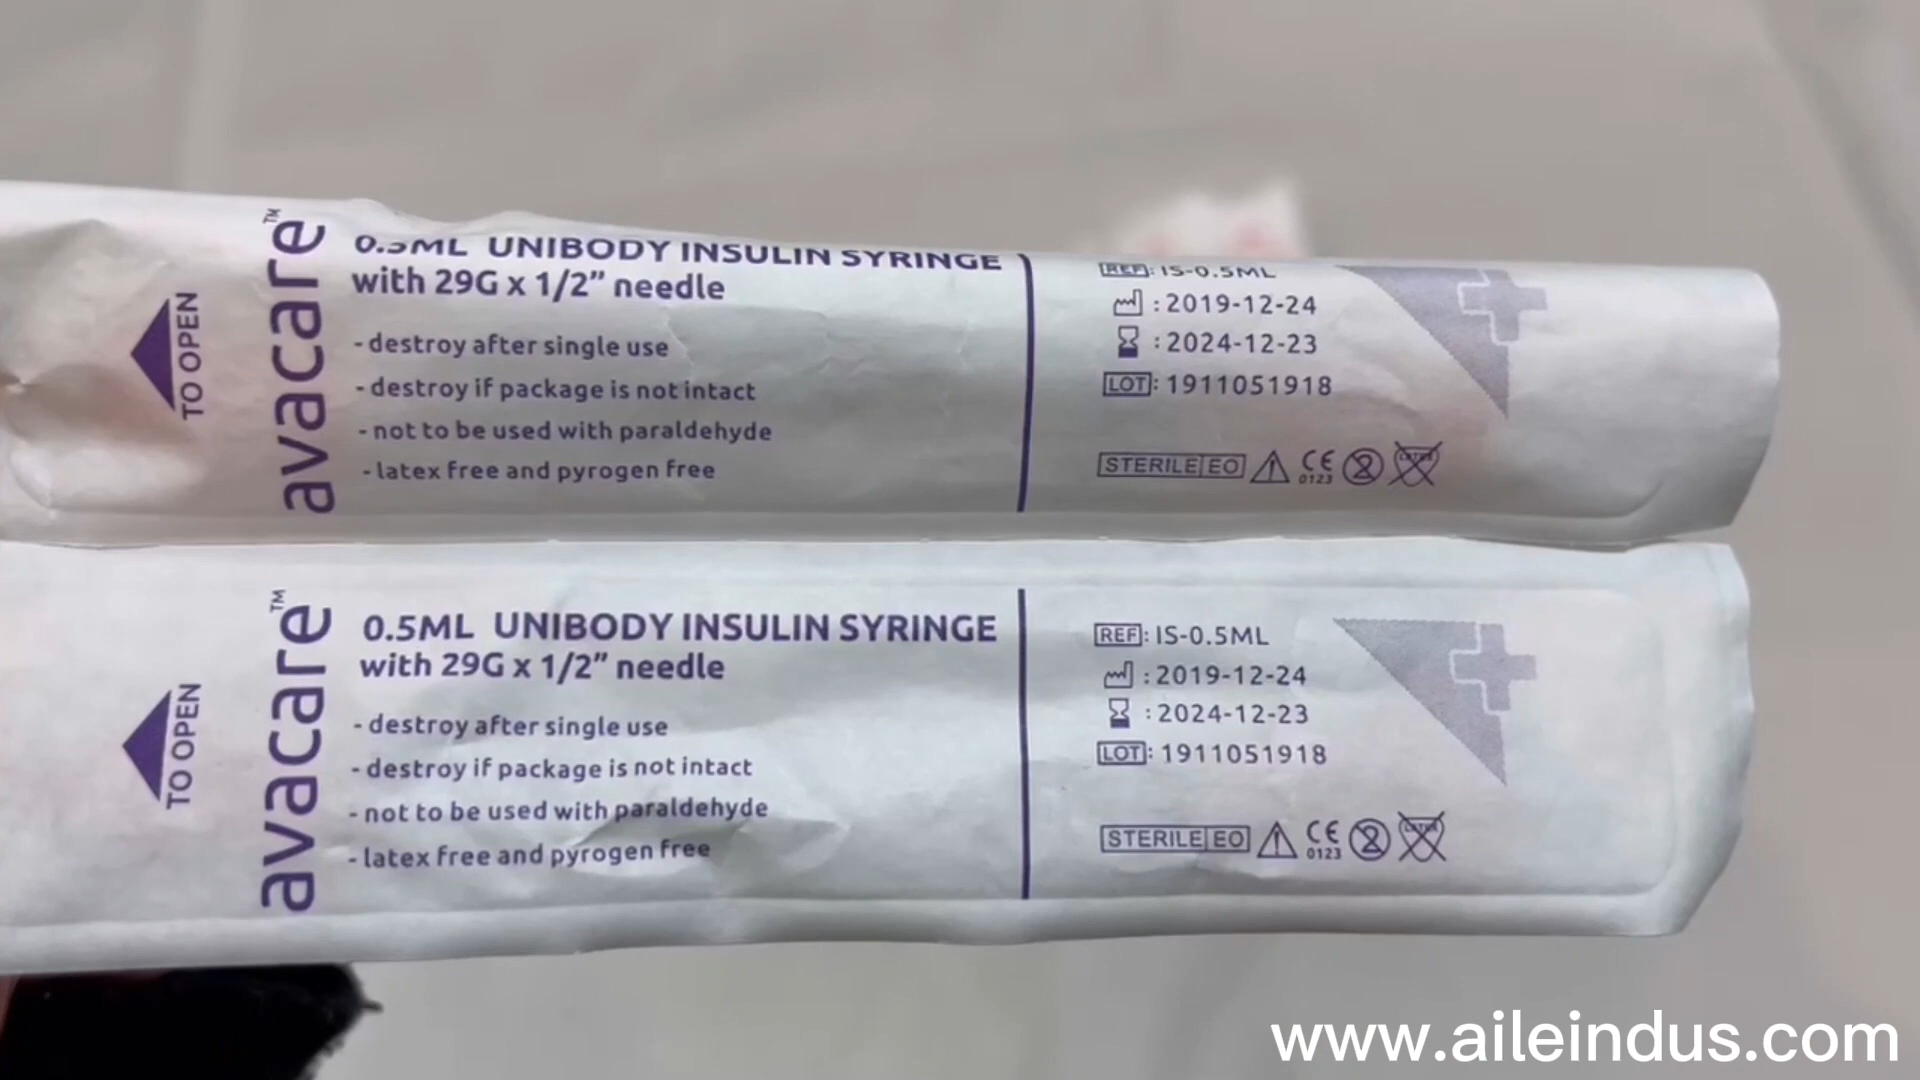 TO OPEN
avacare™
0.5ML UNIBODY INSULIN SYRINGE
with 29G x 1/2” needle
- destroy after single use
- destroy if package is not intact
- not to be used with paraldehyde
- latex free and pyrogen free
REF: IS-0.5ML
: 2019-12-24
: 2024-12-23
LOT: 1911051918
STERILE EO
CE
0123
2
LATEX
TO OPEN
avacare™
0.5ML UNIBODY INSULIN SYRINGE
with 29G x 1/2” needle
- destroy after single use
- destroy if package is not intact
- not to be used with paraldehyde
- latex free and pyrogen free
REF: IS-0.5ML
: 2019-12-24
: 2024-12-23
LOT: 1911051918
STERILE EO
CE
0123
2
LATEX
www.aileindus.com